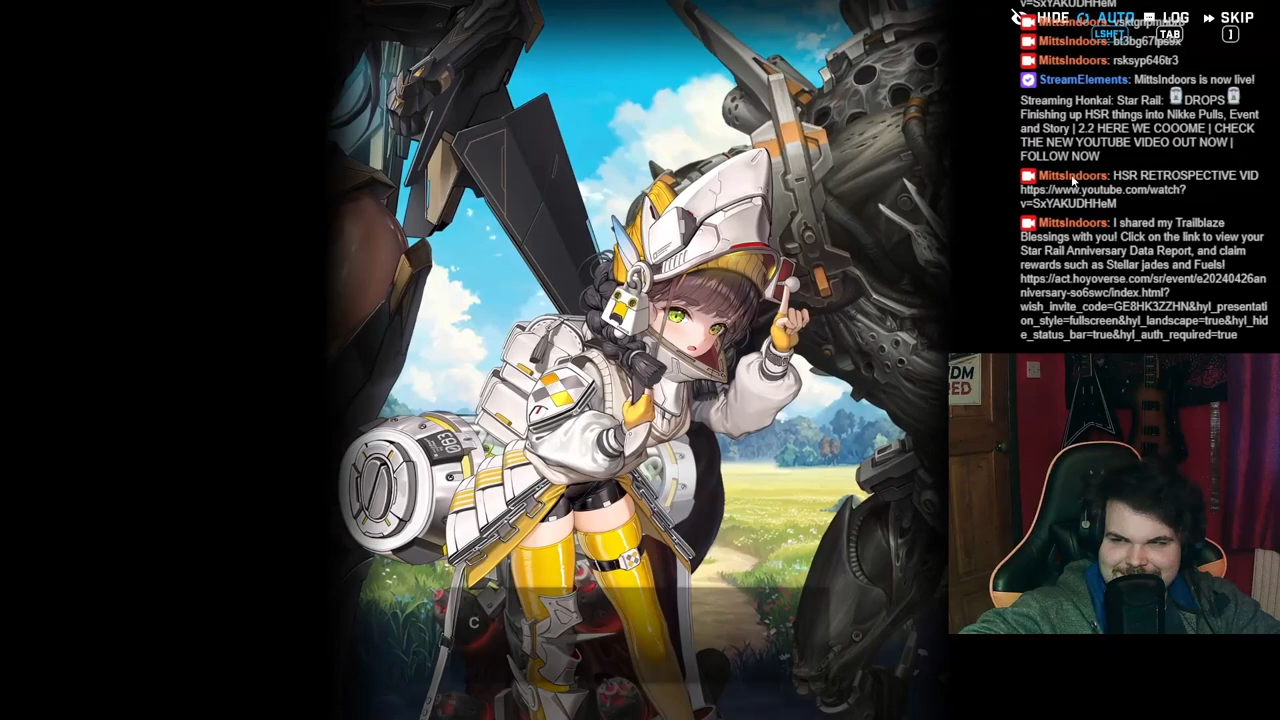 v=SxYAKUDHHeM
HIDE AUTO LOG SKIP
LSHFT TAB ]
MittsIndoors:
MittsIndoors: bl3bg67lps9x
MittsIndoors: rsksyp646tr3
StreamElements: MittsIndoors is now live!
Streaming Honkai: Star Rail: DROPS
Finishing up HSR things into Nikke Pulls, Event
and Story | 2.2 HERE WE COOOME | CHECK
THE NEW YOUTUBE VIDEO OUT NOW |
FOLLOW NOW
MittsIndoors: HSR RETROSPECTIVE VID
https://www.youtube.com/watch?
v=SxYAKUDHHeM
MittsIndoors: I shared my Trailblaze
Blessings with you! Click on the link to view your
Star Rail Anniversary Data Report, and claim
rewards such as Stellar jades and Fuels!
https://act.hoyoverse.com/sr/event/e20240426an
niversary-so6swc/index.html?
wish_invite_code=GE8HK3ZZHN&hyl_presentati
on_style=fullscreen&hyl_landscape=true&hyl_hid
e_status_bar=true&hyl_auth_required=true
C